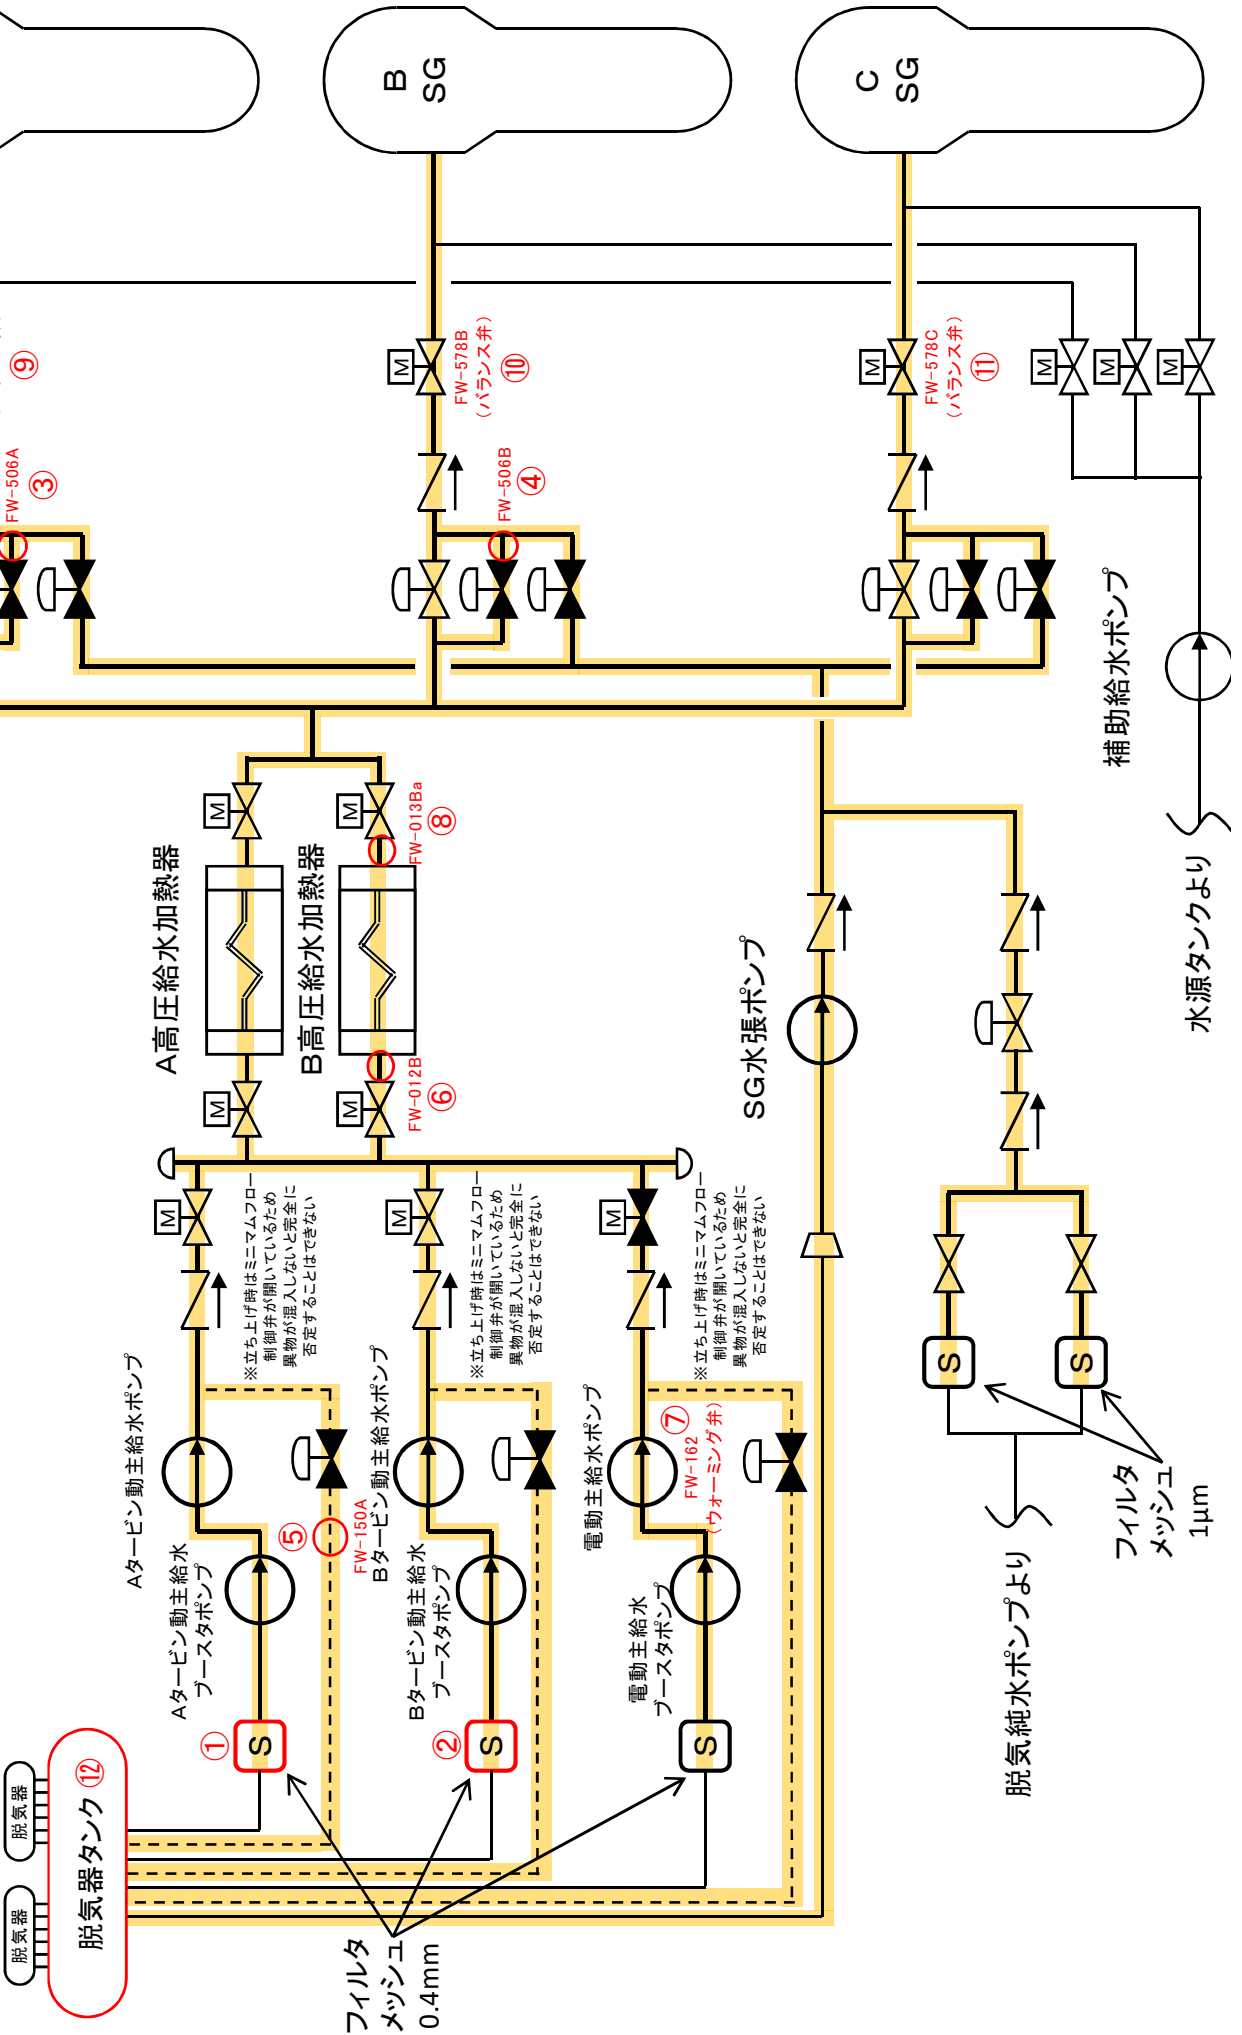 B
SG
C
SG
⑨
M
FW-578B
(バランス弁)
⑩
M
FW-578C
(バランス弁)
⑪
M
M
M
FW-506A
③
FW-506B
④
補助給水ポンプ
水源タンクより
M
M
FW-013Ba
⑧
A高圧給水加熱器
B高圧給水加熱器
M
M
FW-012B
⑥
SG水張ポンプ
M
※立ち上げ時はミニマムフロー
制御弁が開いているため
異物が混入しないと完全に
否定することはできない
M
※立ち上げ時はミニマムフロー
制御弁が開いているため
異物が混入しないと完全に
否定することはできない
M
※立ち上げ時はミニマムフロー
制御弁が開いているため
異物が混入しないと完全に
否定することはできない
Aタービン動主給水ポンプ
Bタービン動主給水ポンプ
電動主給水ポンプ
⑦
FW-162
(ウォーミング弁)
⑤
FW-150A
Aタービン動主給水
ブースタポンプ
Bタービン動主給水
ブースタポンプ
電動主給水
ブースタポンプ
①
S
②
S
S
S
S
フィルタ
メッシュ
1μm
脱気純水ポンプより
脱気器
脱気器
脱気器タンク ⑫
フィルタ
メッシュ
0.4mm